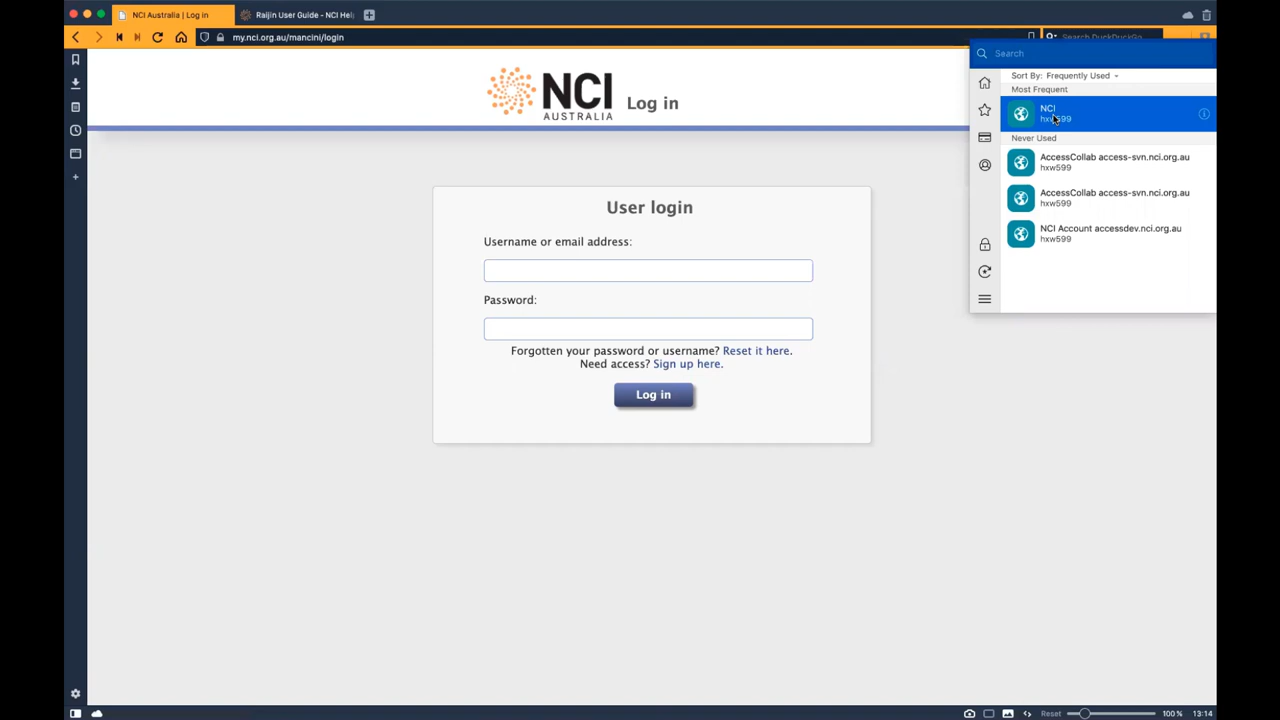 NCI Australia | Log in
Raijin User Guide - NCI Hel
my.nci.org.au/mancini/login
Search DuckDuckGo
NCI
AUSTRALIA
Log in
User login
Username or email address:
Password:
Forgotten your password or username? Reset it here.
Need access? Sign up here.
Log in
Search
Sort By: Frequently Used
Most Frequent
NCI
hxw599
Never Used
AccessCollab access-svn.nci.org.au
hxw599
AccessCollab access-svn.nci.org.au
hxw599
NCI Account accessdev.nci.org.au
hxw599
Reset
100 %
13:14